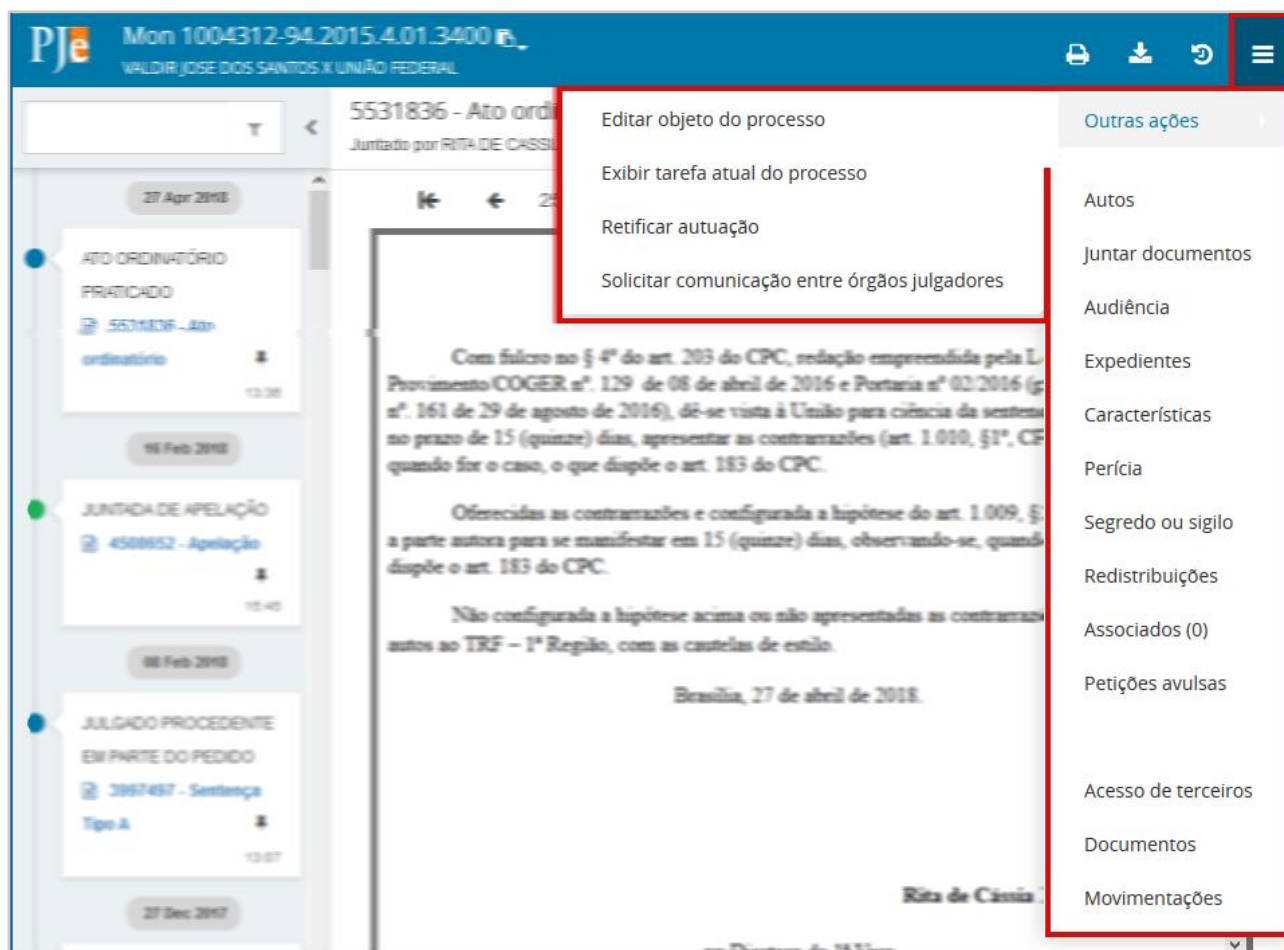 PJe
Mon 1004312-94.2015.4.01.3400
VALDIR JOSE DOS SANTOS X UNIÃO FEDERAL
5531836 - Ato
Juntado por RITA DE
Editar objeto do processo
Exibir tarefa atual do processo
Retificar autuação
Solicitar comunicação entre órgãos julgadores
Outras ações
Autos
Juntar documentos
Audiência
Expedientes
Características
Perícia
Segredo ou sigilo
Redistribuições
Associados (0)
Petições avulsas
Acesso de terceiros
Documentos
Movimentações
27 Apr 2018
ATO ORDINATÓRIO
PRATICADO
5531836 - Ato
ordinatório
13:36
16 Feb 2018
JUNTADA DE APELAÇÃO
4508652 - Apelação
15:45
08 Feb 2018
JULGADO PROCEDENTE
EM PARTE DO PEDIDO
3997497 - Sentença
Tipo A
13:07
27 Dec 2017
Com fulcro no § 4º do art. 203 do CPC, redação empreendida pela
Provimento/COGER nº. 129 de 08 de abril de 2016 e Portaria nº 02/2016
nº. 161 de 29 de agosto de 2016), dê-se vista à União para ciência da
no prazo de 15 (quinze) dias, apresentar as contrarrazões (art. 1.010, §1º,
quando for o caso, o que dispõe o art. 183 do CPC.
Oferecidas as contrarrazões e configurada a hipótese do art. 1.009,
a parte autora para se manifestar em 15 (quinze) dias, observando-se,
dispõe o art. 183 do CPC.
Não configurada a hipótese acima ou não apresentadas as
autos ao TRF – 1ª Região, com as cautelas de estilo.
Brasília, 27 de abril de 2018.
Rita de Cássia